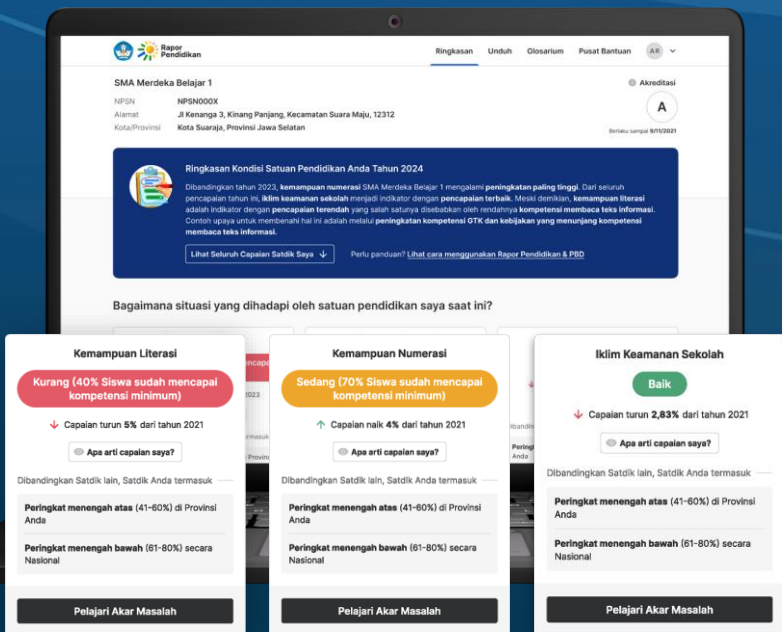 Rapor
Pendidikan
Ringkasan
Unduh
Glosarium
Pusat Bantuan
AR
SMA Merdeka Belajar 1
NPSN NPSN000X
Alamat Jl Kenanga 3, Kinang Panjang, Kecamatan Suara Maju, 12312
Kota/Provinsi Kota Suaraja, Provinsi Jawa Selatan
Akreditasi
A
Berlaku sampai 9/11/2021
Ringkasan Kondisi Satuan Pendidikan Anda Tahun 2024
Dibandingkan tahun 2023, kemampuan numerasi SMA Merdeka Belajar 1 mengalami peningkatan paling tinggi. Dari seluruh
pencapaian tahun ini, iklim keamanan sekolah menjadi indikator dengan pencapaian terbaik. Meski demikian, kemampuan literasi
adalah indikator dengan pencapaian terendah yang salah satunya disebabkan oleh rendahnya kompetensi membaca teks informasi.
Contoh upaya untuk membenahi hal ini adalah melalui peningkatan kompetensi GTK dan kebijakan yang menunjang kompetensi
membaca teks informasi.
Lihat Seluruh Capaian Satdik Saya
Perlu panduan? Lihat cara menggunakan Rapor Pendidikan & PBD
Bagaimana situasi yang dihadapi oleh satuan pendidikan saya saat ini?
Kemampuan Literasi
Kurang (40% Siswa sudah mencapai
kompetensi minimum)
Capaian turun 5% dari tahun 2021
Apa arti capaian saya?
Dibandingkan Satdik lain, Satdik Anda termasuk
Peringkat menengah atas (41-60%) di Provinsi
Anda
Peringkat menengah bawah (61-80%) secara
Nasional
Pelajari Akar Masalah
Kemampuan Numerasi
Sedang (70% Siswa sudah mencapai
kompetensi minimum)
Capaian naik 4% dari tahun 2021
Apa arti capaian saya?
Dibandingkan Satdik lain, Satdik Anda termasuk
Peringkat menengah atas (41-60%) di Provinsi
Anda
Peringkat menengah bawah (61-80%) secara
Nasional
Pelajari Akar Masalah
Iklim Keamanan Sekolah
Baik
Capaian turun 2,83% dari tahun 2021
Apa arti capaian saya?
Dibandingkan Satdik lain, Satdik Anda termasuk
Peringkat menengah atas (41-60%) di Provinsi
Anda
Peringkat menengah bawah (61-80%) secara
Nasional
Pelajari Akar Masalah